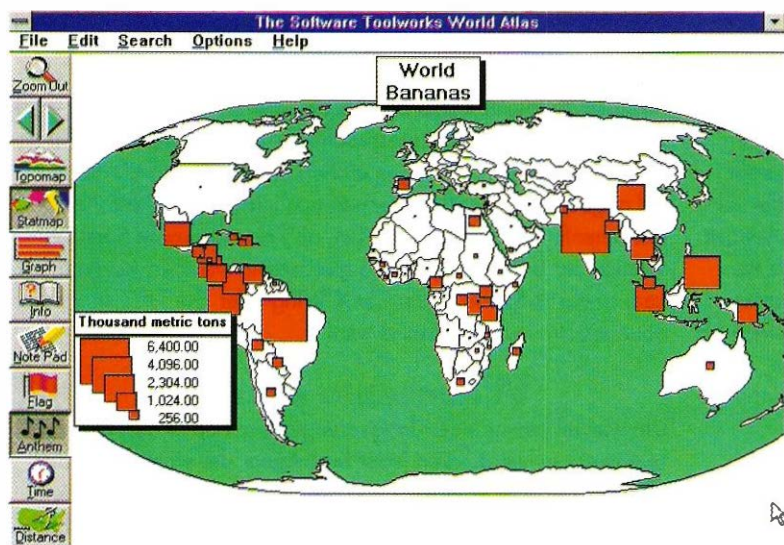 The Software Toolworks World Atlas
File Edit Search Options Help
Zoom Out
Topomap
Statmap
Graph
Info
Note Pad
Flag
Anthem
Time
Distance
World
Bananas
Thousand metric tons
6,400.00
4,096.00
2,304.00
1,024.00
256.00